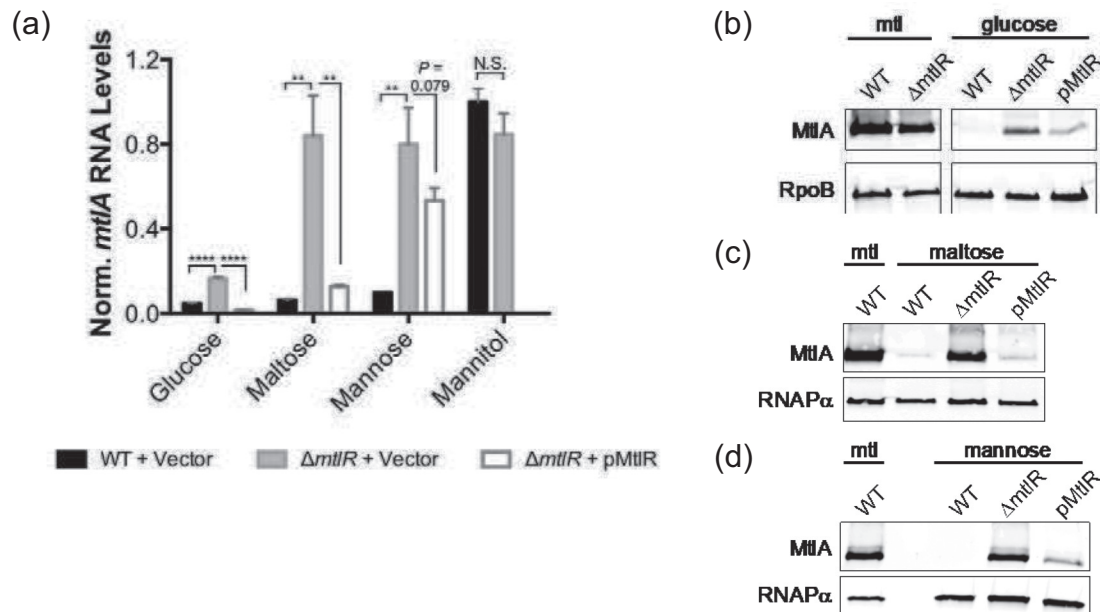 (a)
Norm. mtlA RNA Levels
1.2
0.8
0.4
0.0
**** ****
** **
** P = 0.079
N.S.
Glucose
Maltose
Mannose
Mannitol
WT + Vector ΔmtlR + Vector ΔmtlR + pMtlR
(b)
mtl glucose
WT ΔmtlR WT ΔmtlR pMtlR
MtlA
RpoB
(c)
mtl maltose
WT WT ΔmtlR pMtlR
MtlA
RNAPα
(d)
mtl mannose
WT WT ΔmtlR pMtlR
MtlA
RNAPα